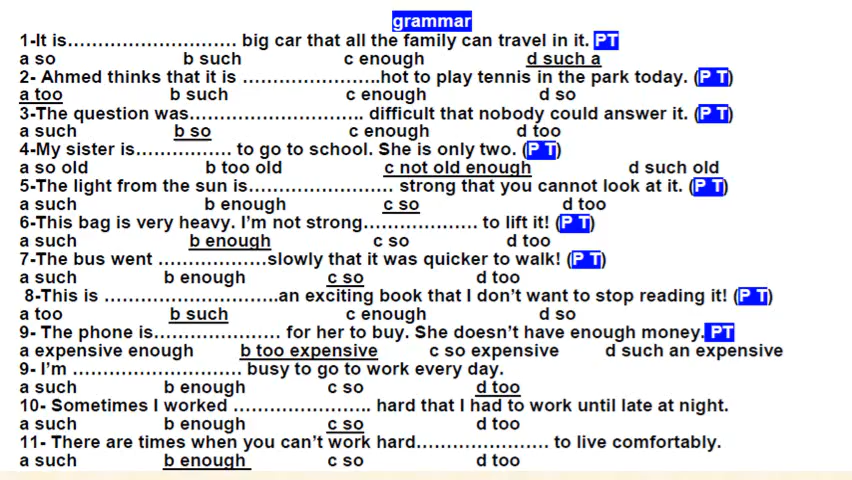 grammar
1-It is……………………… big car that all the family can travel in it. PT
a so b such c enough d such a
2- Ahmed thinks that it is …………………..hot to play tennis in the park today. (P T)
a too b such c enough d so
3-The question was……………………….. difficult that nobody could answer it. (P T)
a such b so c enough d too
4-My sister is…………… to go to school. She is only two. (P T)
a so old b too old c not old enough d such old
5-The light from the sun is…………………… strong that you cannot look at it. (P T)
a such b enough c so d too
6-This bag is very heavy. I’m not strong………………. to lift it! (P T)
a such b enough c so d too
7-The bus went ………………slowly that it was quicker to walk! (P T)
a such b enough c so d too
8-This is ……………………….an exciting book that I don’t want to stop reading it! (P T)
a too b such c enough d so
9- The phone is………………… for her to buy. She doesn’t have enough money. PT
a expensive enough b too expensive c so expensive d such an expensive
9- I’m ……………………… busy to go to work every day.
a such b enough c so d too
10- Sometimes I worked ………………….. hard that I had to work until late at night.
a such b enough c so d too
11- There are times when you can’t work hard…………………. to live comfortably.
a such b enough c so d too